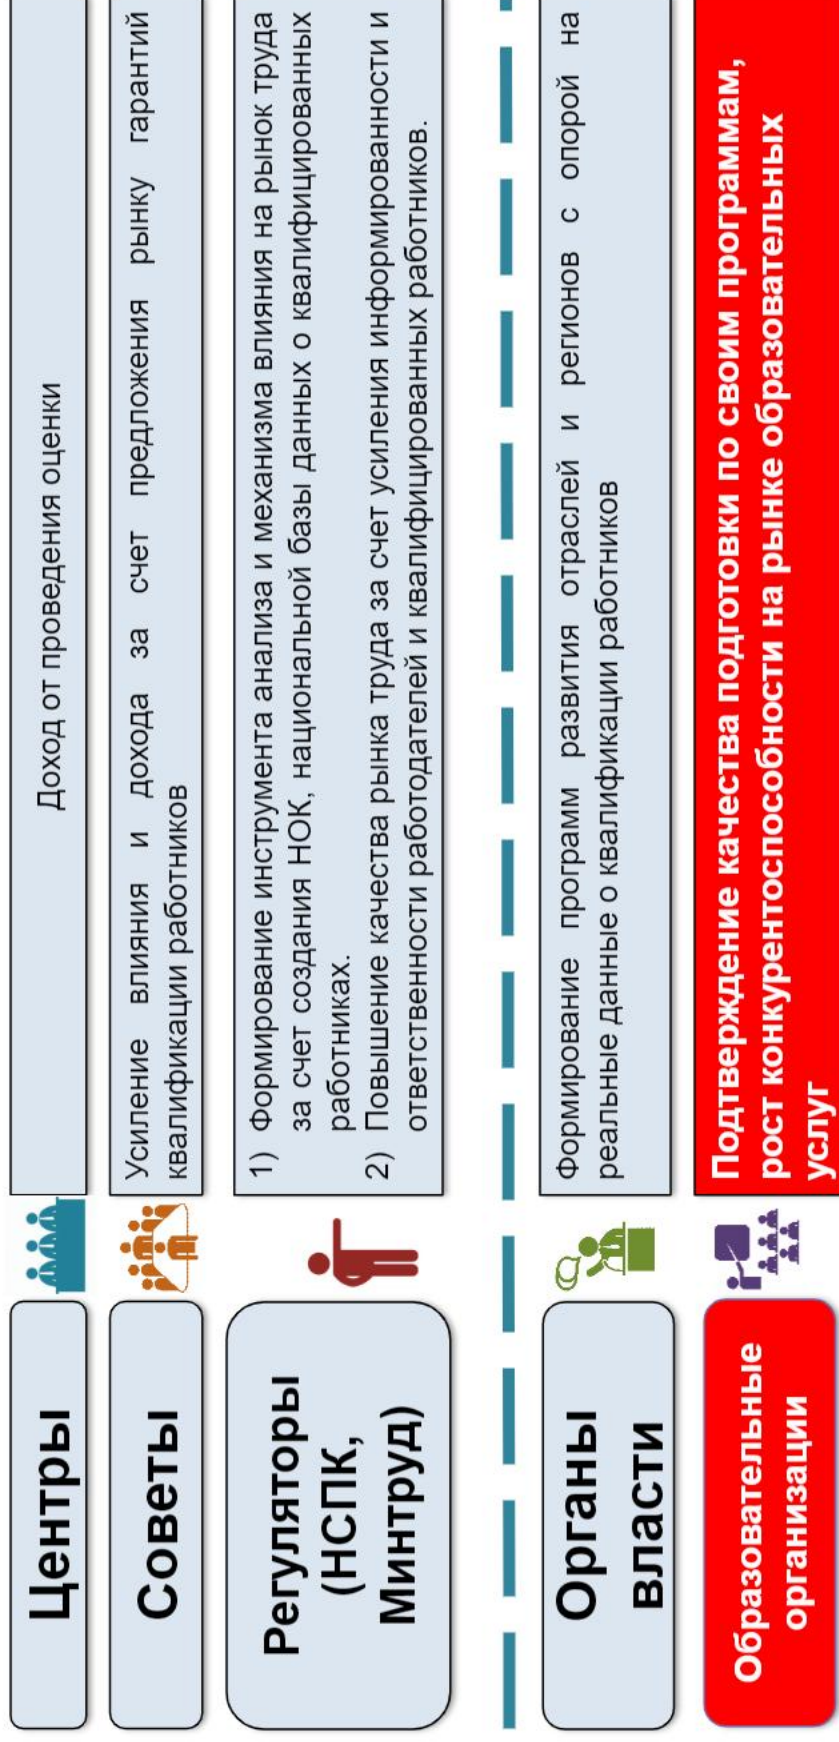 Центры
Доход от проведения оценки
Советы
Усиление влияния и дохода за счет предложения рынку гарантий
квалификации работников
Регуляторы
(НСПК,
Минтруд)
1) Формирование инструмента анализа и механизма влияния на рынок труда
за счет создания НОК, национальной базы данных о квалифицированных
работниках.
2) Повышение качества рынка труда за счет усиления информированности и
ответственности работодателей и квалифицированных работников.
Органы
власти
Формирование программ развития отраслей и регионов с опорой на
реальные данные о квалификации работников
Образовательные
организации
Подтверждение качества подготовки по своим программам,
рост конкурентоспособности на рынке образовательных
услуг